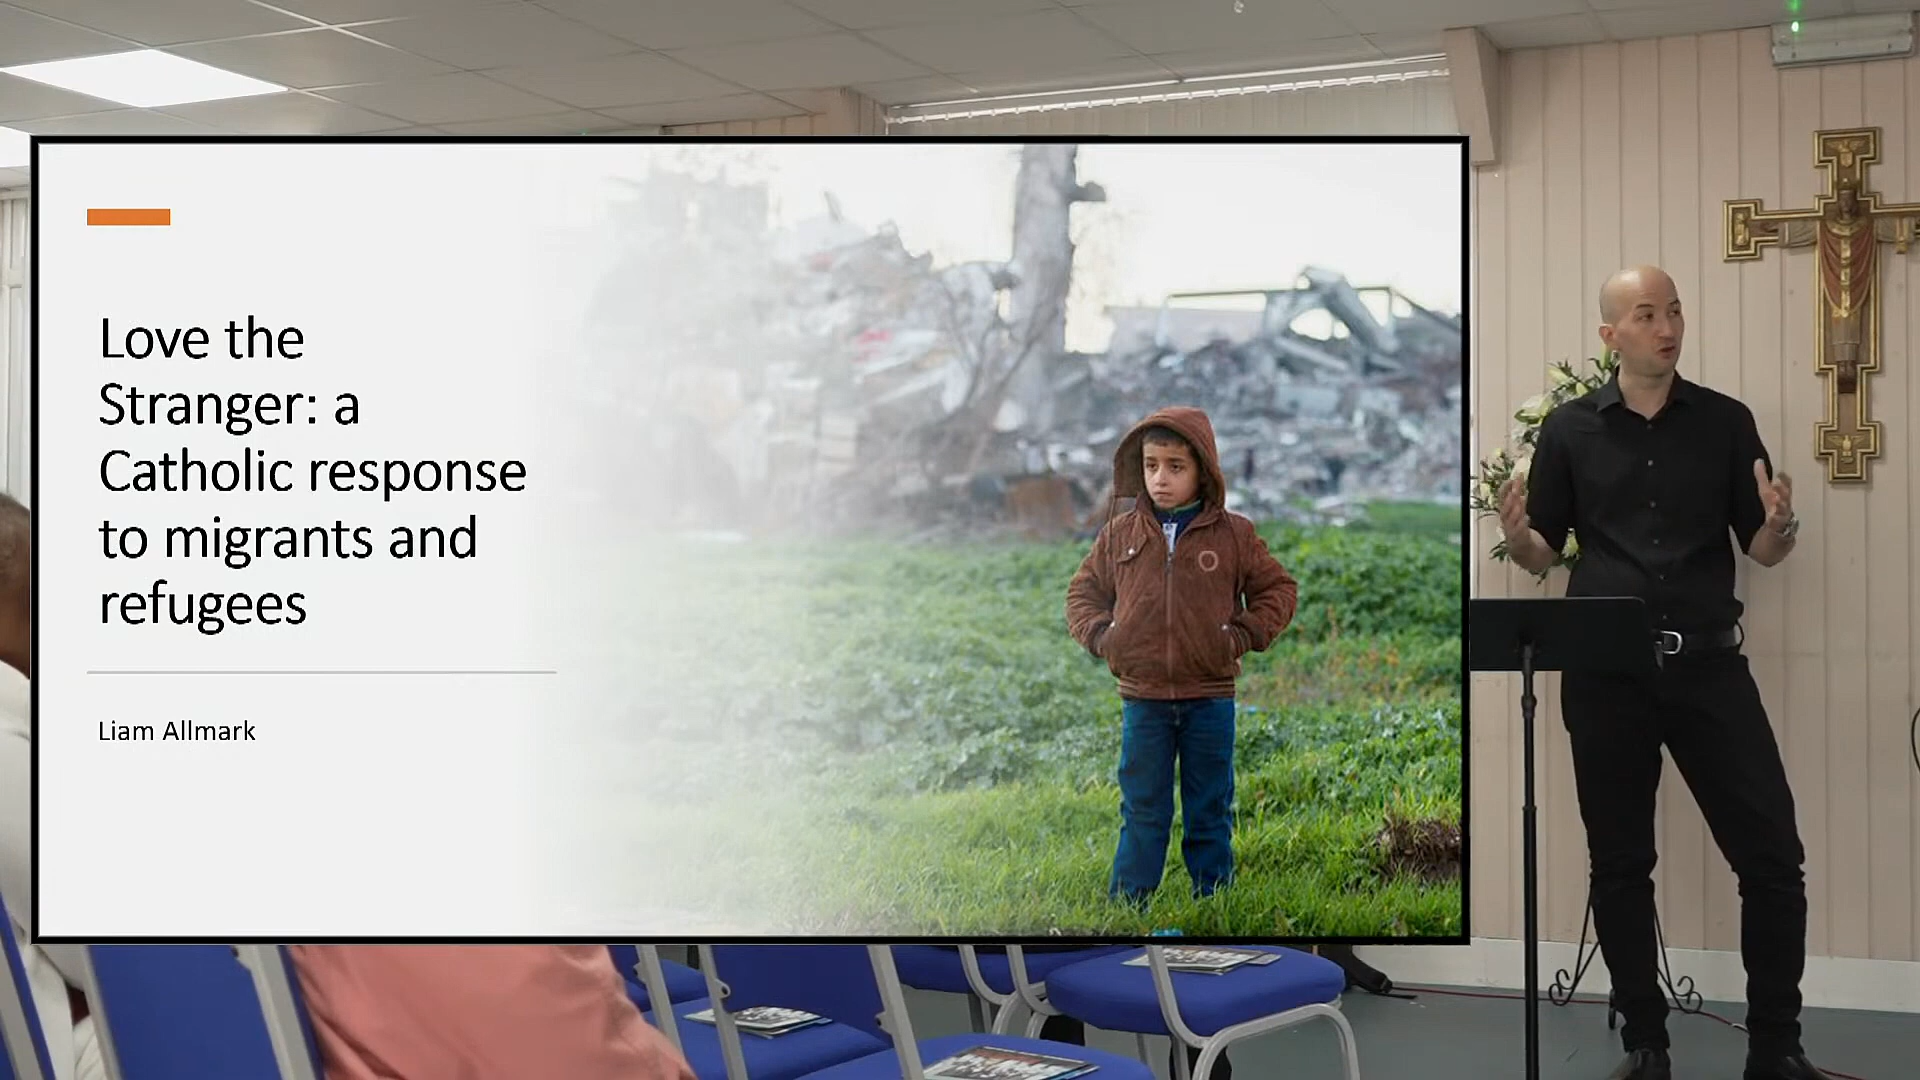 Love the
Stranger: a
Catholic response
to migrants and
refugees
Liam Allmark